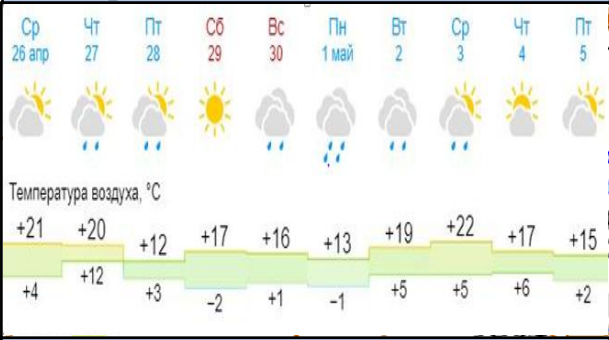 Ср Чт Пт Сб Вс Пн Вт Ср Чт Пт
26 апр 27 28 29 30 1 май 2 3 4 5
Температура воздуха, °C
+21 +20 +12 +17 +16 +13 +19 +22 +17 +15
+4 +12 +3 −2 +1 −1 +5 +5 +6 +2